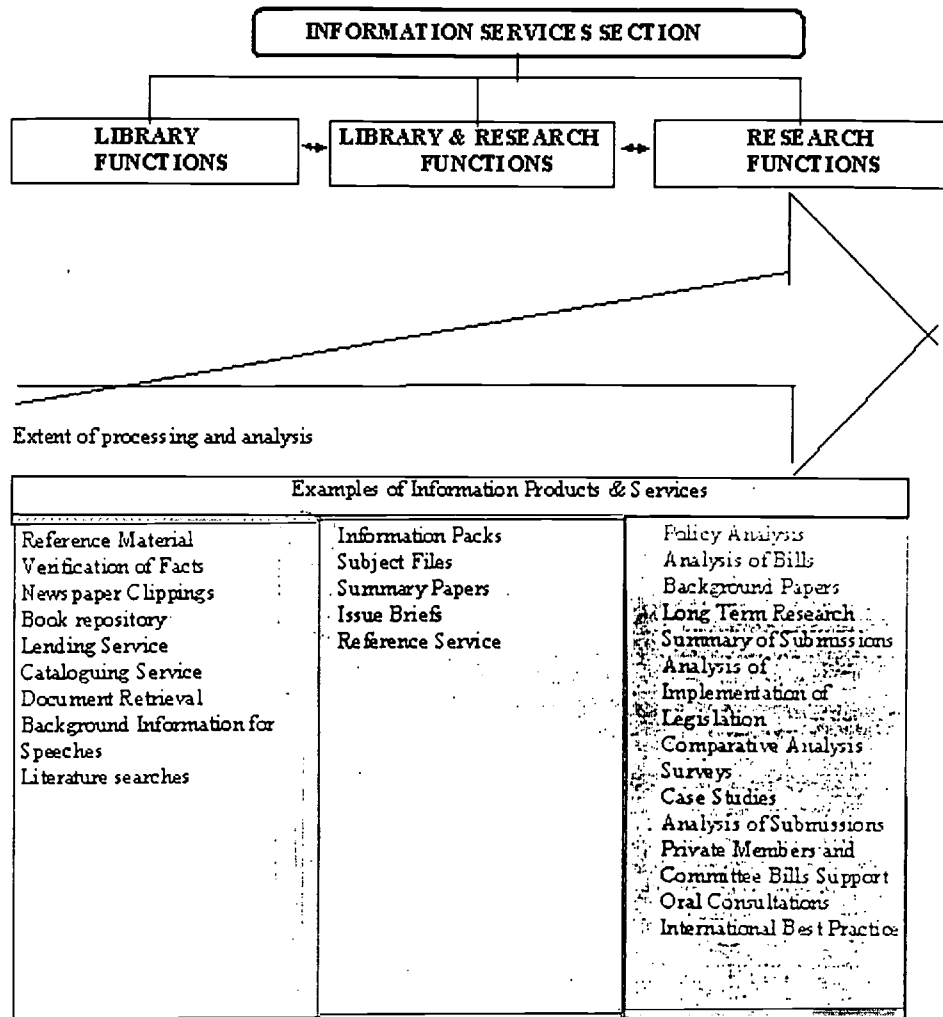 INFORMATION SERVICES SECTION
LIBRARY
FUNCTIONS
LIBRARY & RESEARCH
FUNCTIONS
RESEARCH
FUNCTIONS
Extent of processing and analysis
Examples of Information Products & Services
Reference Material
Verification of Facts
Newspaper Clippings
Book repository
Lending Service
Cataloguing Service
Document Retrieval
Background Information for
Speeches
Literature searches
Information Packs
Subject Files
Summary Papers
Issue Briefs
Reference Service
Policy Analysis
Analysis of Bills
Background Papers
Long Term Research
Summary of Submissions
Analysis of
Implementation of
Legislation
Comparative Analysis
Surveys
Case Studies
Analysis of Submissions
Private Members and
Committee Bills Support
Oral Consultations
International Best Practice